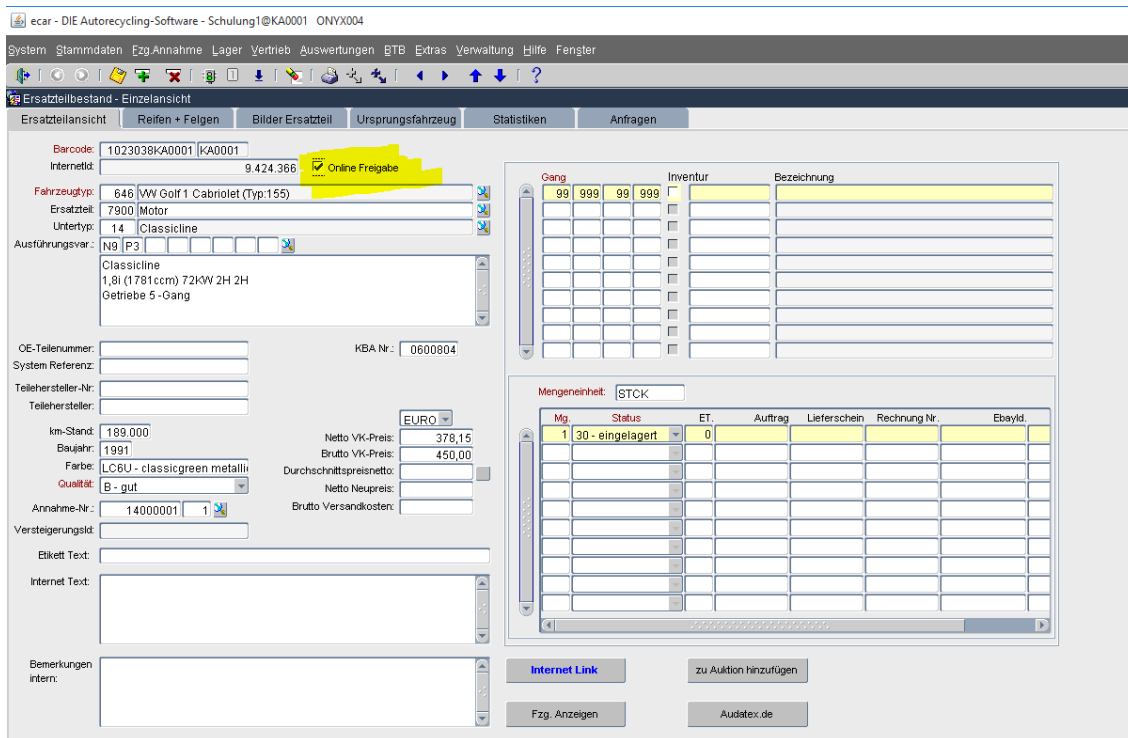 ecar - DIE Autorecycling-Software - Schulung1@KA0001 ONYX004
System Stammdaten Fzg.Annahme Lager Vertrieb Auswertungen BTB Extras Verwaltung Hilfe Fenster
Ersatzteilbestand - Einzelansicht
Ersatzteilansicht Reifen + Felgen Bilder Ersatzteil Ursprungsfahrzeug Statistiken Anfragen
Barcode: 1023038KA0001 KA0001
InternetId: 9.424.366 Online Freigabe
Fahrzeugtyp: 646 VW Golf 1 Cabriolet (Typ:155)
Ersatzteil: 7900 Motor
Untertyp: 14 Classicline
Ausführungsvar.: N9 P3
Classicline
1,8i (1781ccm) 72KW 2H 2H
Getriebe 5 -Gang
OE-Teilenummer: KBA Nr.: 0600804
System Referenz:
Teilehersteller-Nr:
Teilehersteller:
EURO
km-Stand: 189.000 Netto VK-Preis: 378,15
Baujahr: 1991 Brutto VK-Preis: 450,00
Farbe: LC6U - classicgreen metalli Durchschnittspreisnetto:
Qualität: B - gut Netto Neupreis:
Annahme-Nr.: 14000001 1 Brutto Versandkosten:
VersteigerungsId:
Etikett Text:
Internet Text:
Bemerkungen
intern:
Gang Inventur Bezeichnung
99 999 99 999
Mengeneinheit: STCK
Mg. Status ET. Auftrag Lieferschein Rechnung Nr. EbayId.
1 30 - eingelagert 0
Internet Link zu Auktion hinzufügen
Fzg. Anzeigen Audatex.de